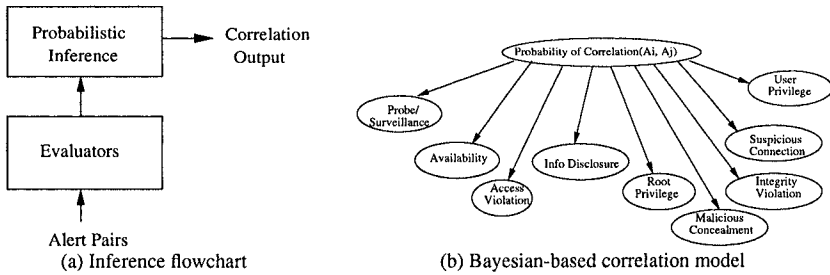 Probabilistic
Inference
Correlation
Output
Evaluators
Alert Pairs
(a) Inference flowchart
Probability of Correlation(Ai, Aj)
Probe/
Surveillance
Availability
Access
Violation
Info Disclosure
Root
Privilege
Malicious
Concealment
Integrity
Violation
Suspicious
Connection
User
Privilege
(b) Bayesian-based correlation model